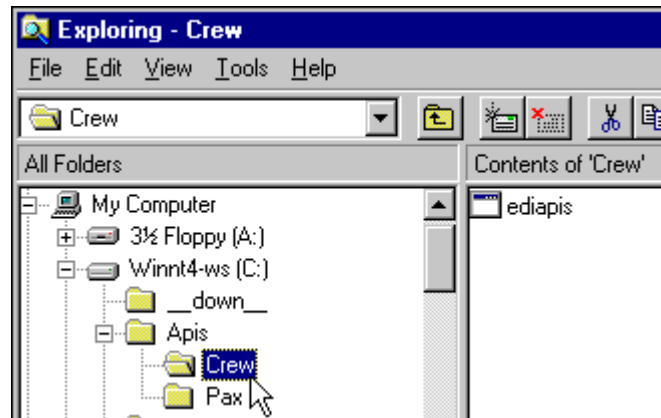 Exploring - Crew
File Edit View Tools Help
Crew
All Folders
Contents of 'Crew'
My Computer
ediapis
3½ Floppy (A:)
Winnt4-ws (C:)
__down__
Apis
Crew
Pax